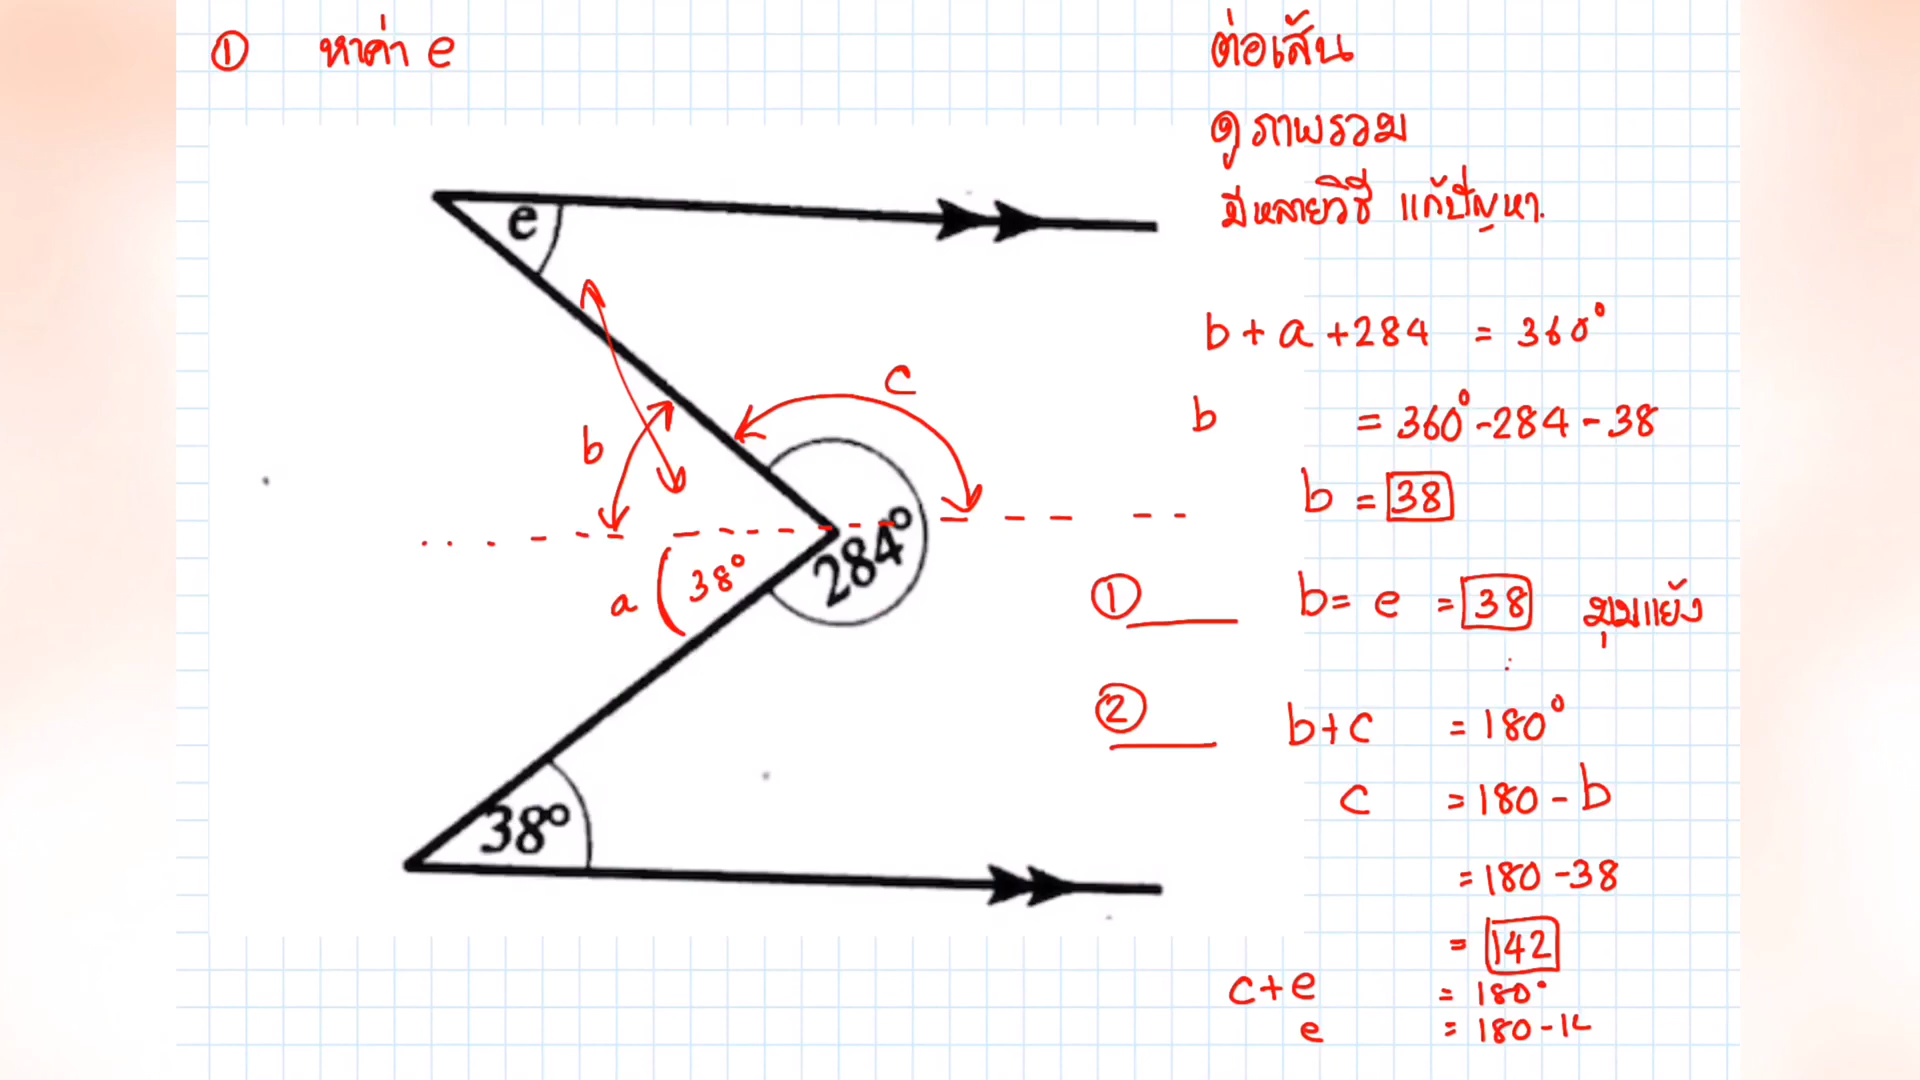 ① หาค่า e
ต่อเส้น
ดูภาพรวม
มีหลายวิธี แก้ปัญหา.
e
c
b
284°
a
38°
38°
b + a + 284 = 360°
b = 360° - 284 - 38
b = 38
① b = e = 38 มุมแย้ง
② b + c = 180°
c = 180 - b
= 180 - 38
= 142
c + e = 180°
e = 180 - 14